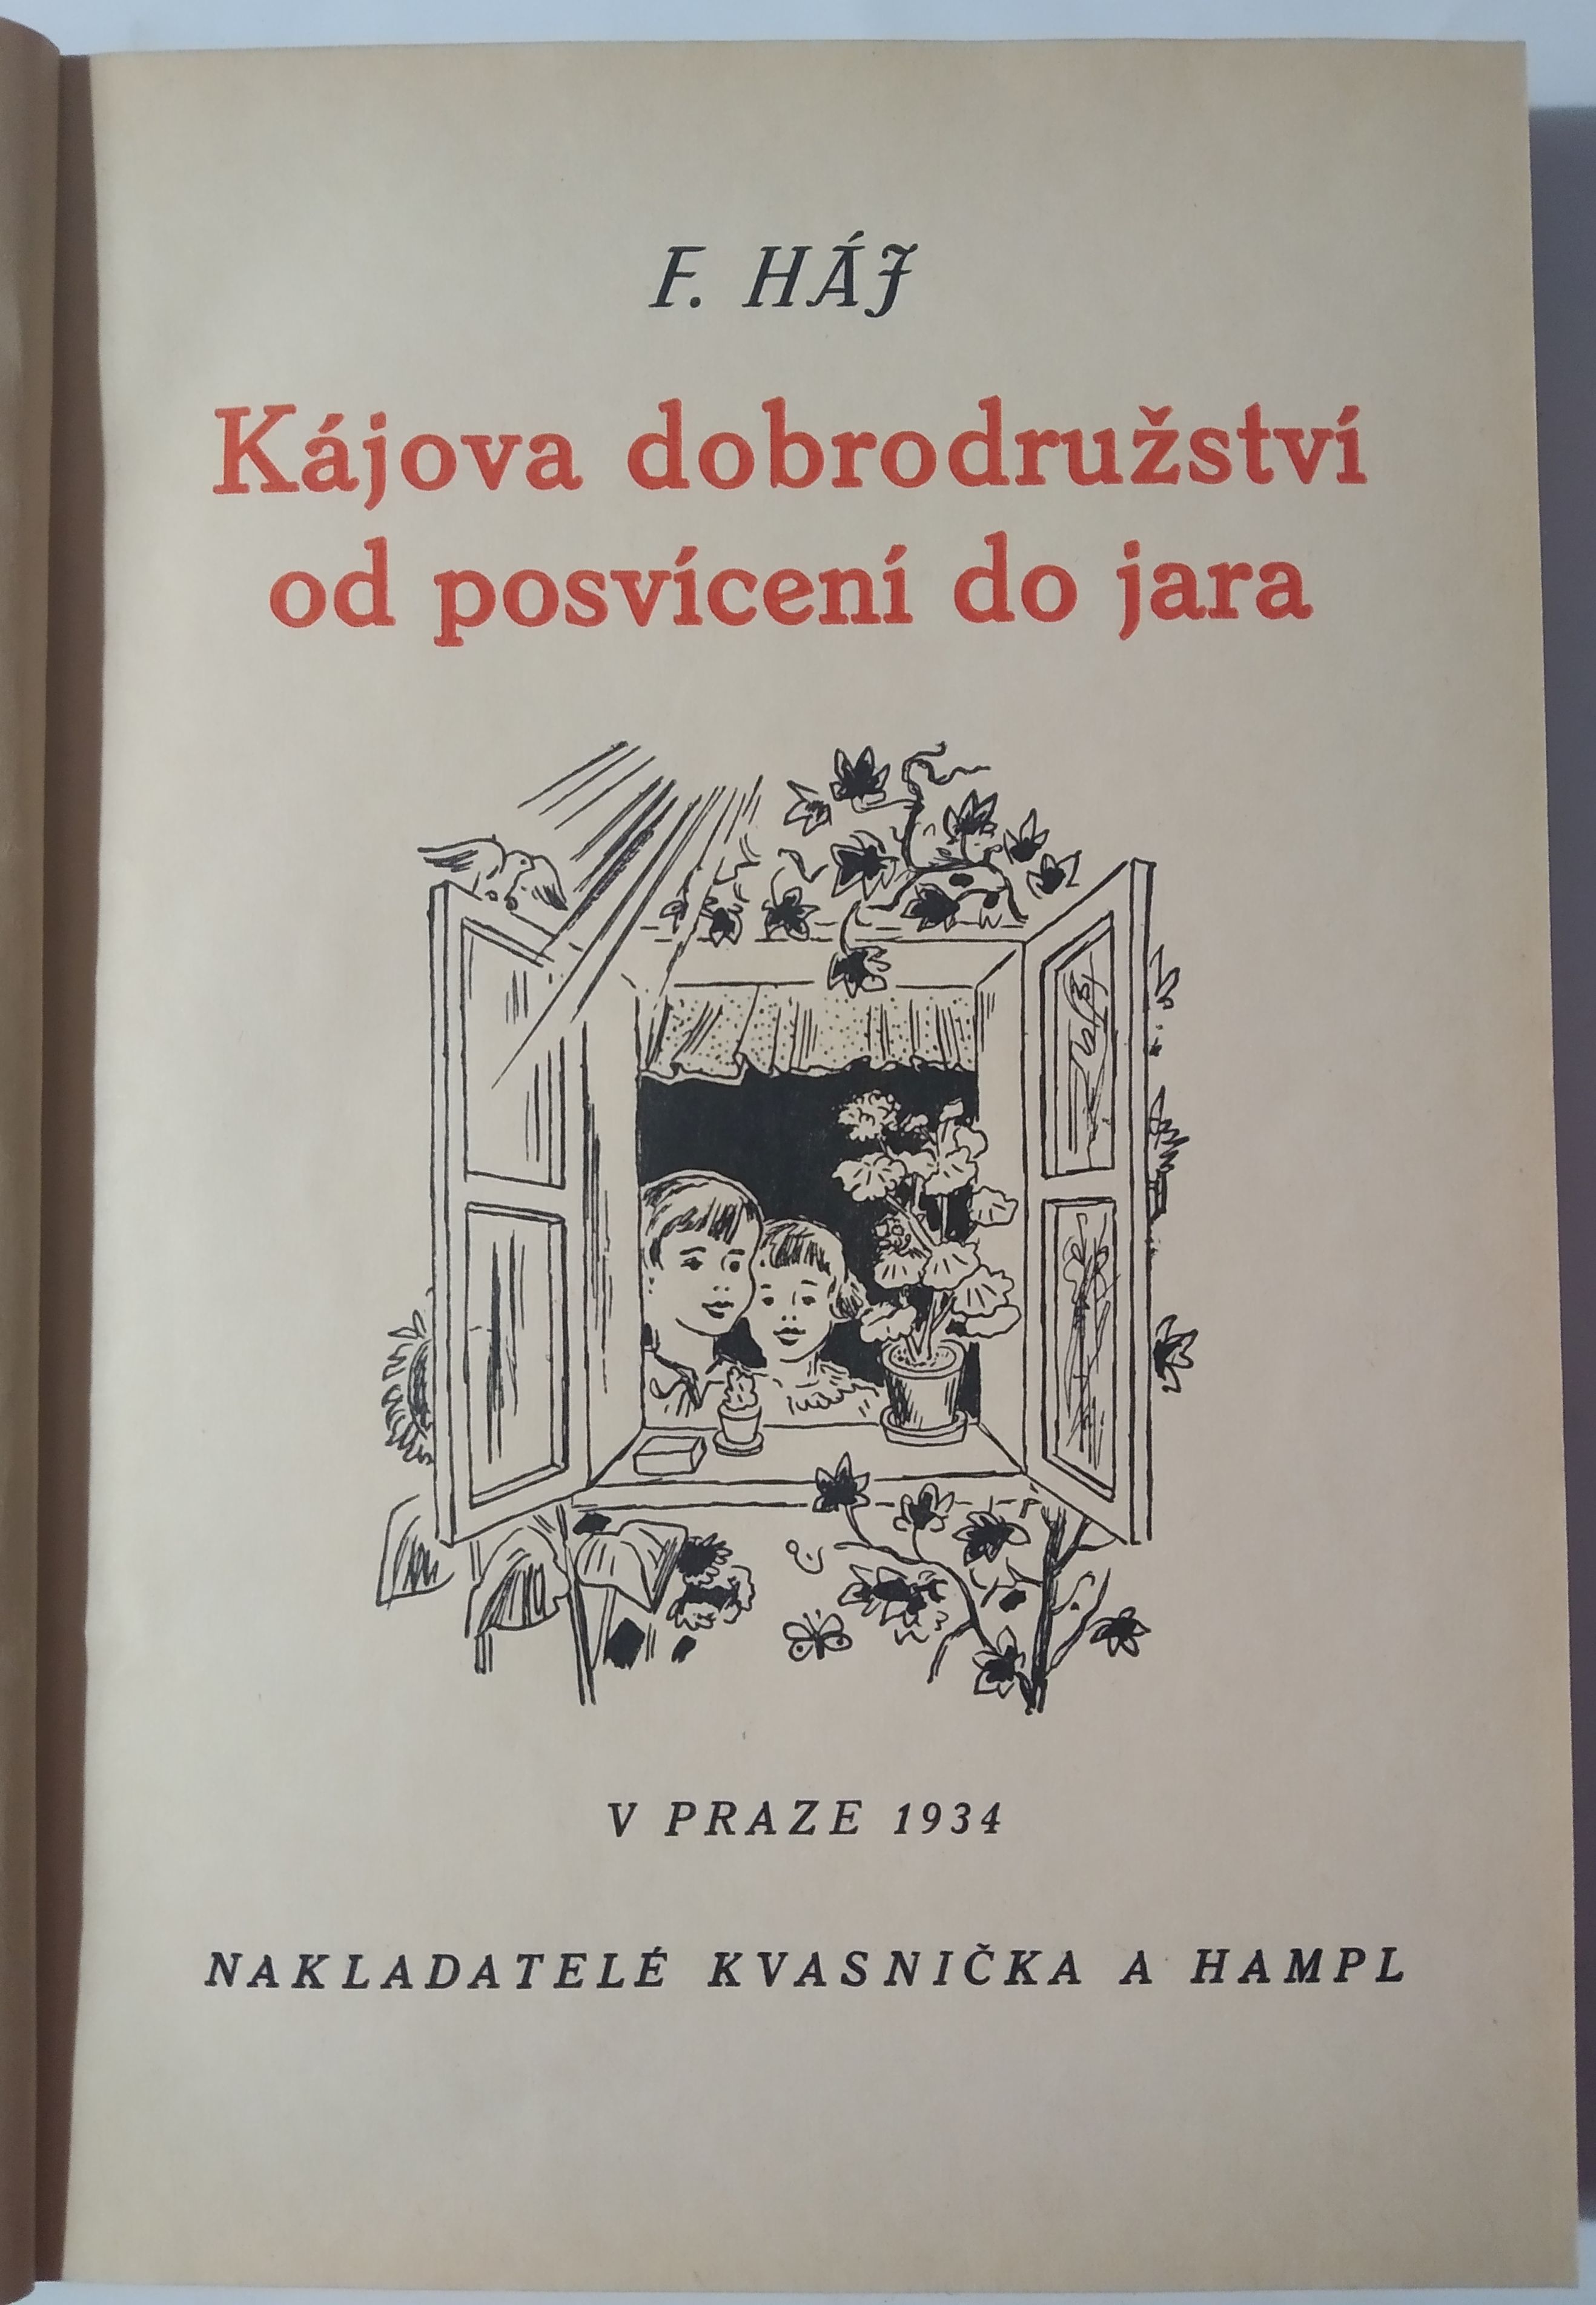 F. HÁJ
Kájova dobrodružství
od posvícení do jara
V PRAZE 1934
NAKLADATELÉ KVASNIČKA A HAMPL